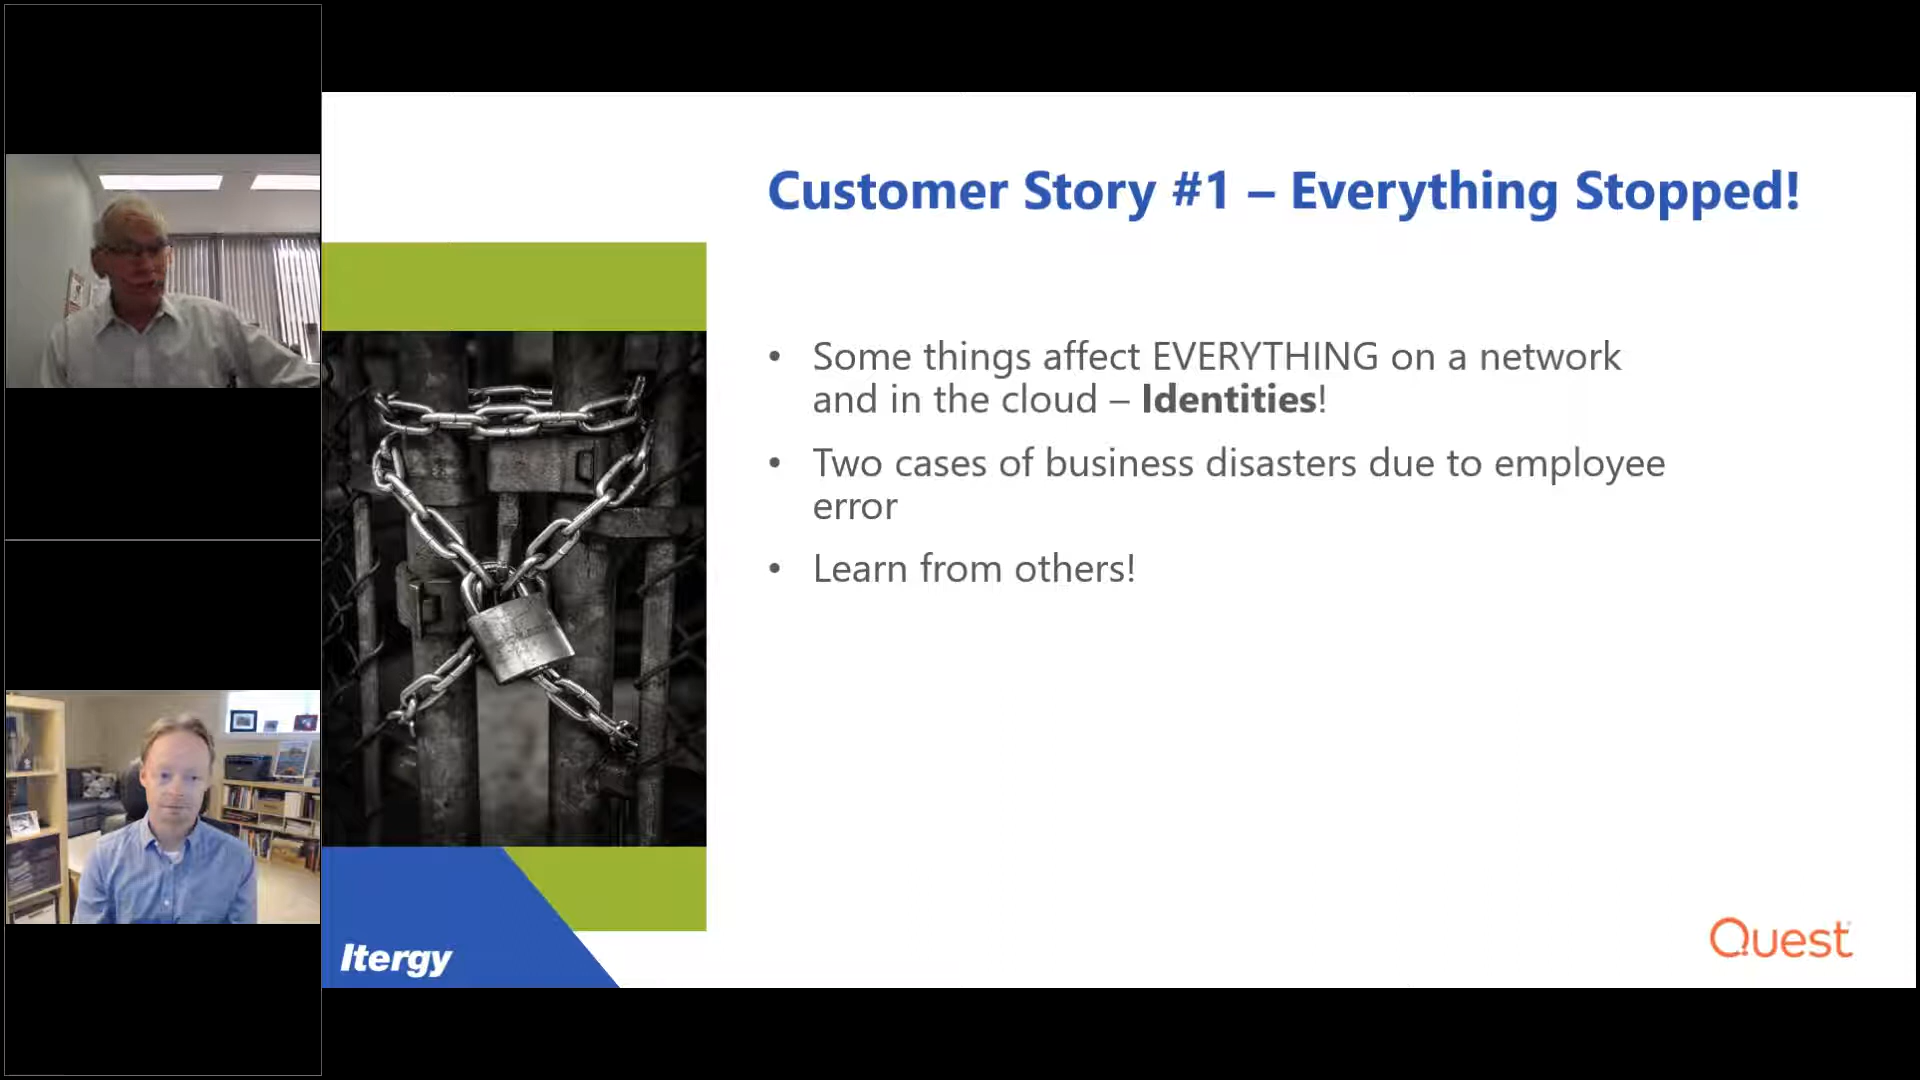 Customer Story #1 – Everything Stopped!
• Some things affect EVERYTHING on a network
and in the cloud – Identities!
• Two cases of business disasters due to employee
error
• Learn from others!
Itergy
Quest